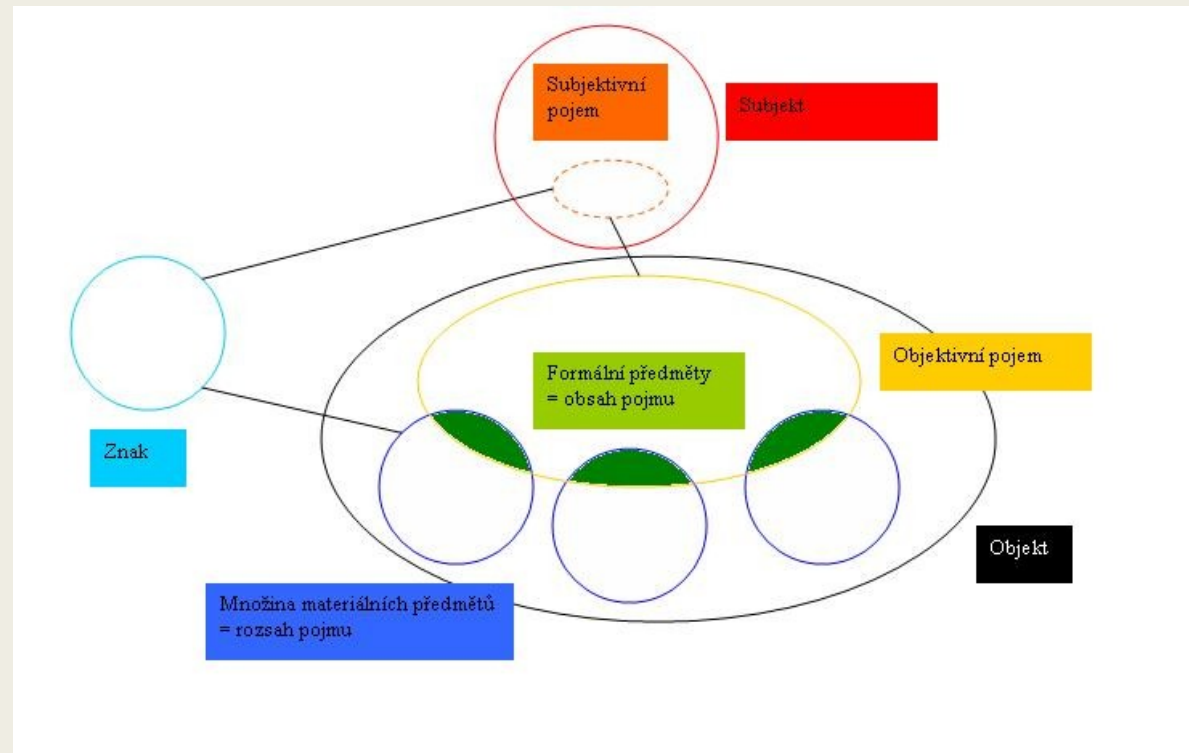 Subjektivní
pojem
Subjekt
Objektivní pojem
Formální předměty
= obsah pojmu
Znak
Objekt
Množina materiálních předmětů
= rozsah pojmu